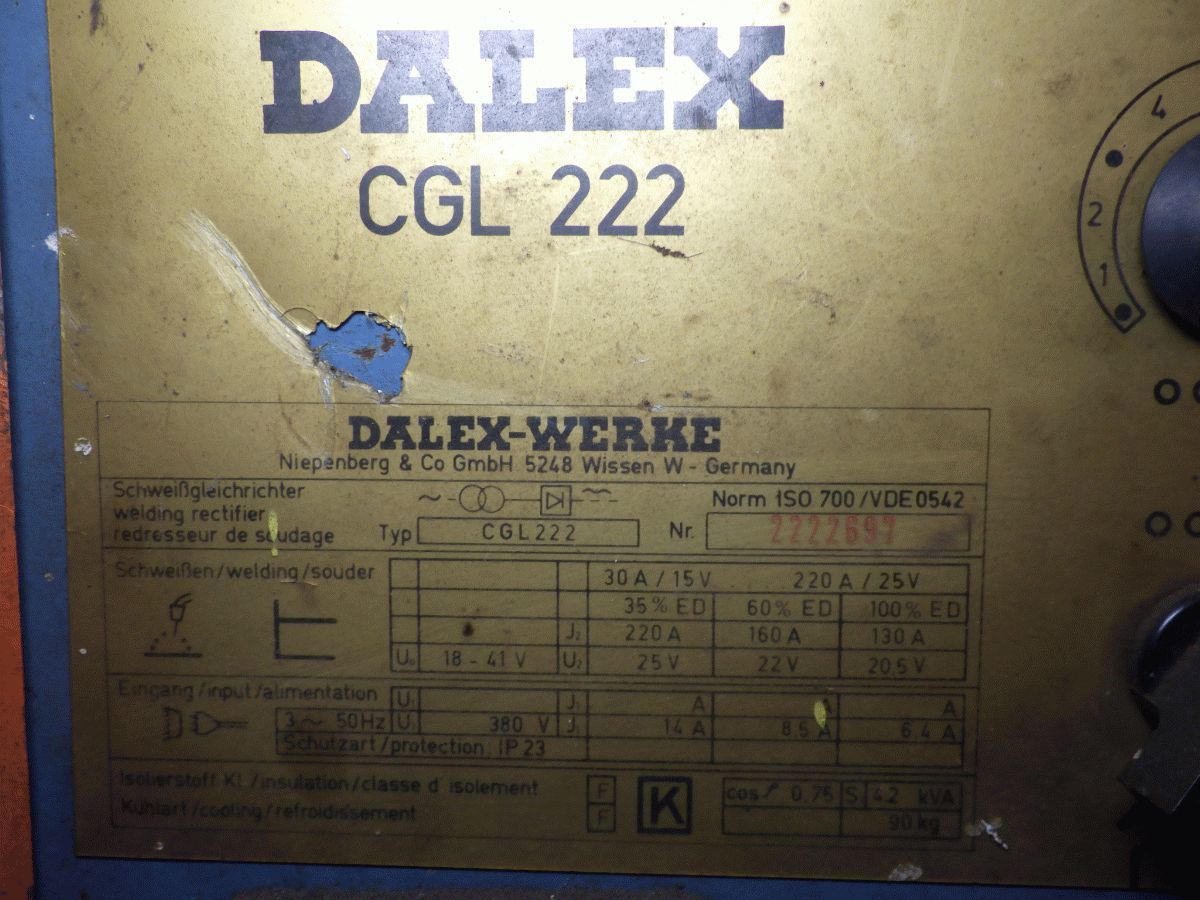 DALEX
CGL 222
4
2
1
DALEX-WERKE
Niepenberg & Co GmbH 5248 Wissen W - Germany
Schweißgleichrichter
welding rectifier
redresseur de soudage
Norm ISO 700/VDE0542
Typ CGL222 Nr. 2222697
Schweißen/welding/souder
30 A / 15 V 220 A / 25 V
35% ED 60% ED 100% ED
J₂ 220 A 160 A 130 A
U₀ 18 - 41 V U₂ 25 V 22 V 20,5 V
Eingang/input/alimentation U₁ J₁ A A A
3 ~ 50Hz U₁ 380 V J₁ 14 A 8,5 A 6,4 A
Schutzart/protection: IP 23
Isolierstoff Kl./insulation/classe d'isolement F
Kühlart/cooling/refroidissement F
K
cos φ 0,76 S₁ 4,2 kVA
90 kg